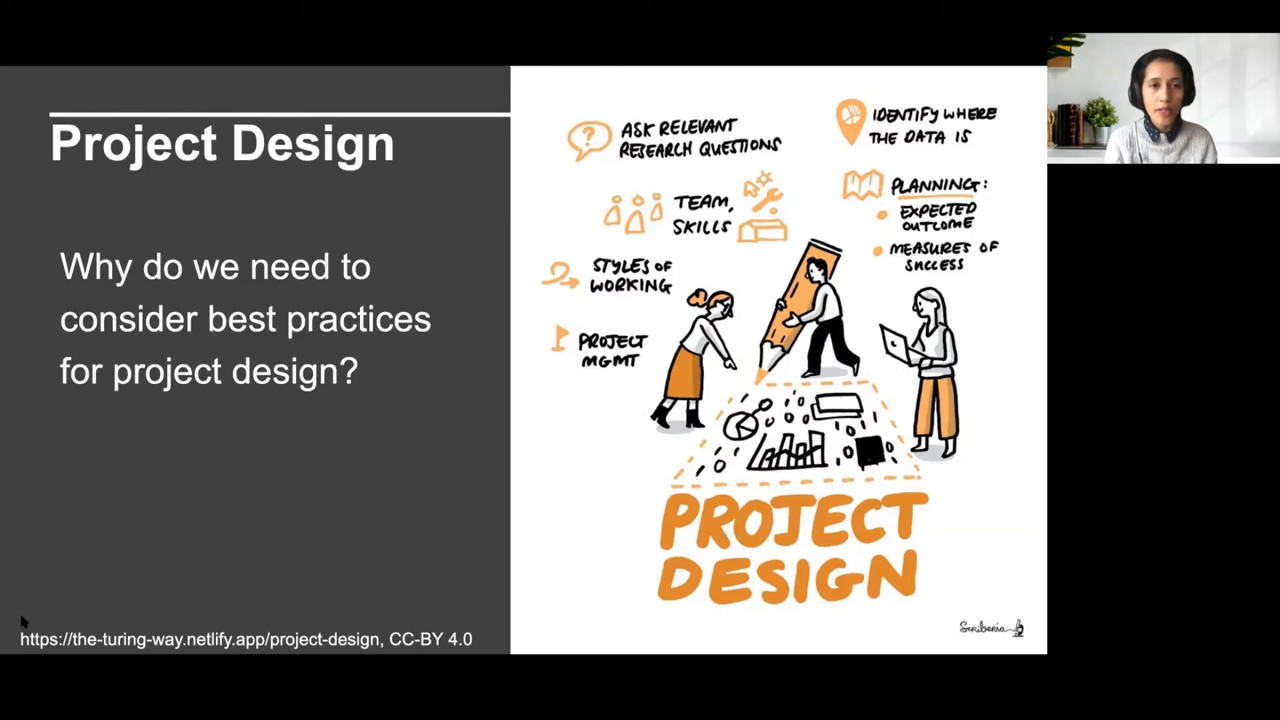 Project Design
Why do we need to
consider best practices
for project design?
https://the-turing-way.netlify.app/project-design, CC-BY 4.0
?
ASK RELEVANT
RESEARCH QUESTIONS
TEAM,
SKILLS
STYLES OF
WORKING
PROJECT
MGMT
IDENTIFY WHERE
THE DATA IS
PLANNING:
EXPECTED
OUTCOME
MEASURES OF
SUCCESS
PROJECT
DESIGN
Scriberia